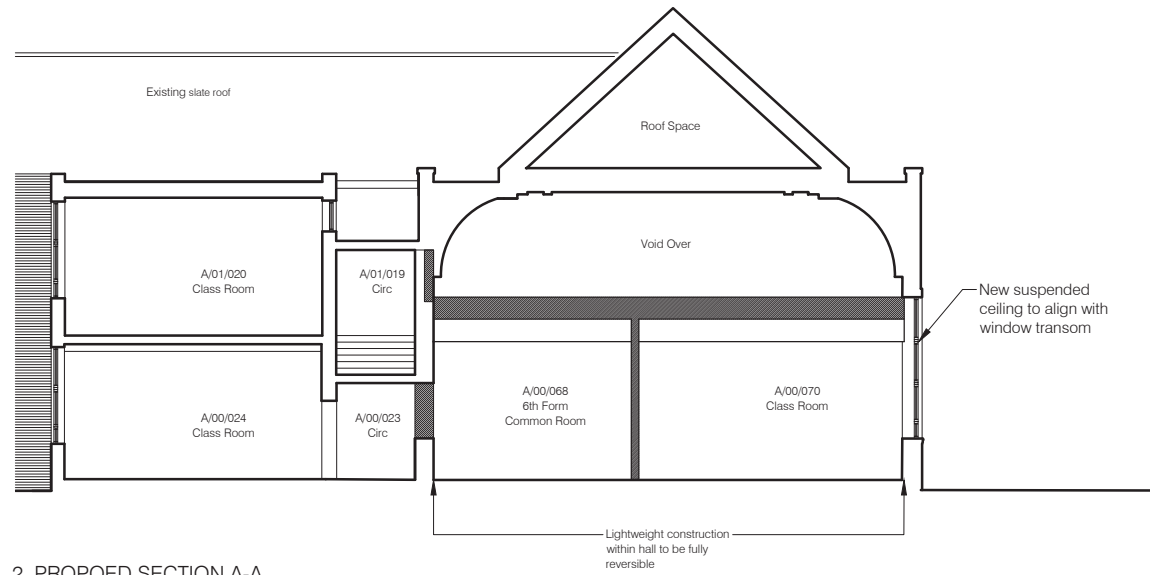 Existing slate roof
Roof Space
Void Over
A/01/020
Class Room
A/01/019
Circ
New suspended
ceiling to align with
window transom
A/00/068
6th Form
Common Room
A/00/070
Class Room
A/00/024
Class Room
A/00/023
Circ
Lightweight construction
within hall to be fully
reversible
2 PROPOED SECTION A-A